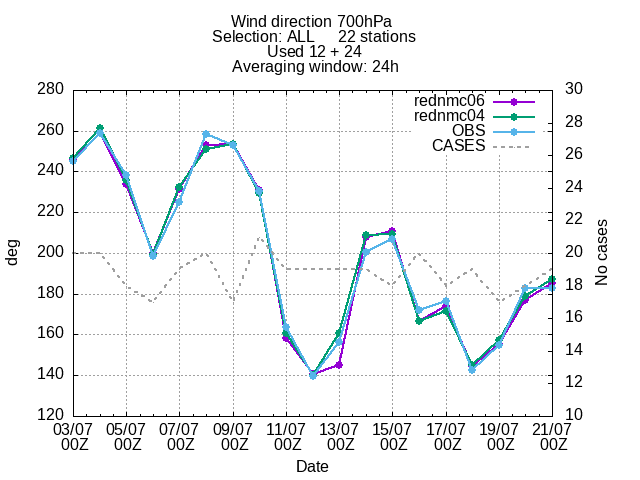 Wind direction 700hPa
Selection: ALL 22 stations
Used 12 + 24
Averaging window: 24h
280 30
rednmc06
rednmc04
OBS
CASES
260 28
26
240 24
220 22
200 20
180 18
160 16
14
140 12
120 10
deg
No cases
03/07 05/07 07/07 09/07 11/07 13/07 15/07 17/07 19/07 21/07
00Z 00Z 00Z 00Z 00Z 00Z 00Z 00Z 00Z 00Z
Date